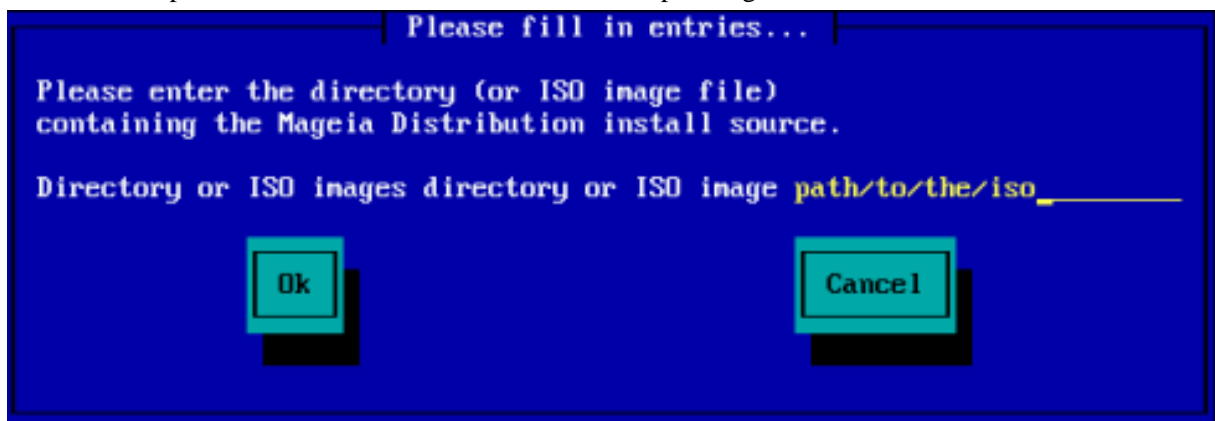 Please fill in entries...
Please enter the directory (or ISO image file)
containing the Mageia Distribution install source.
Directory or ISO images directory or ISO image path/to/the/iso
Ok Cancel